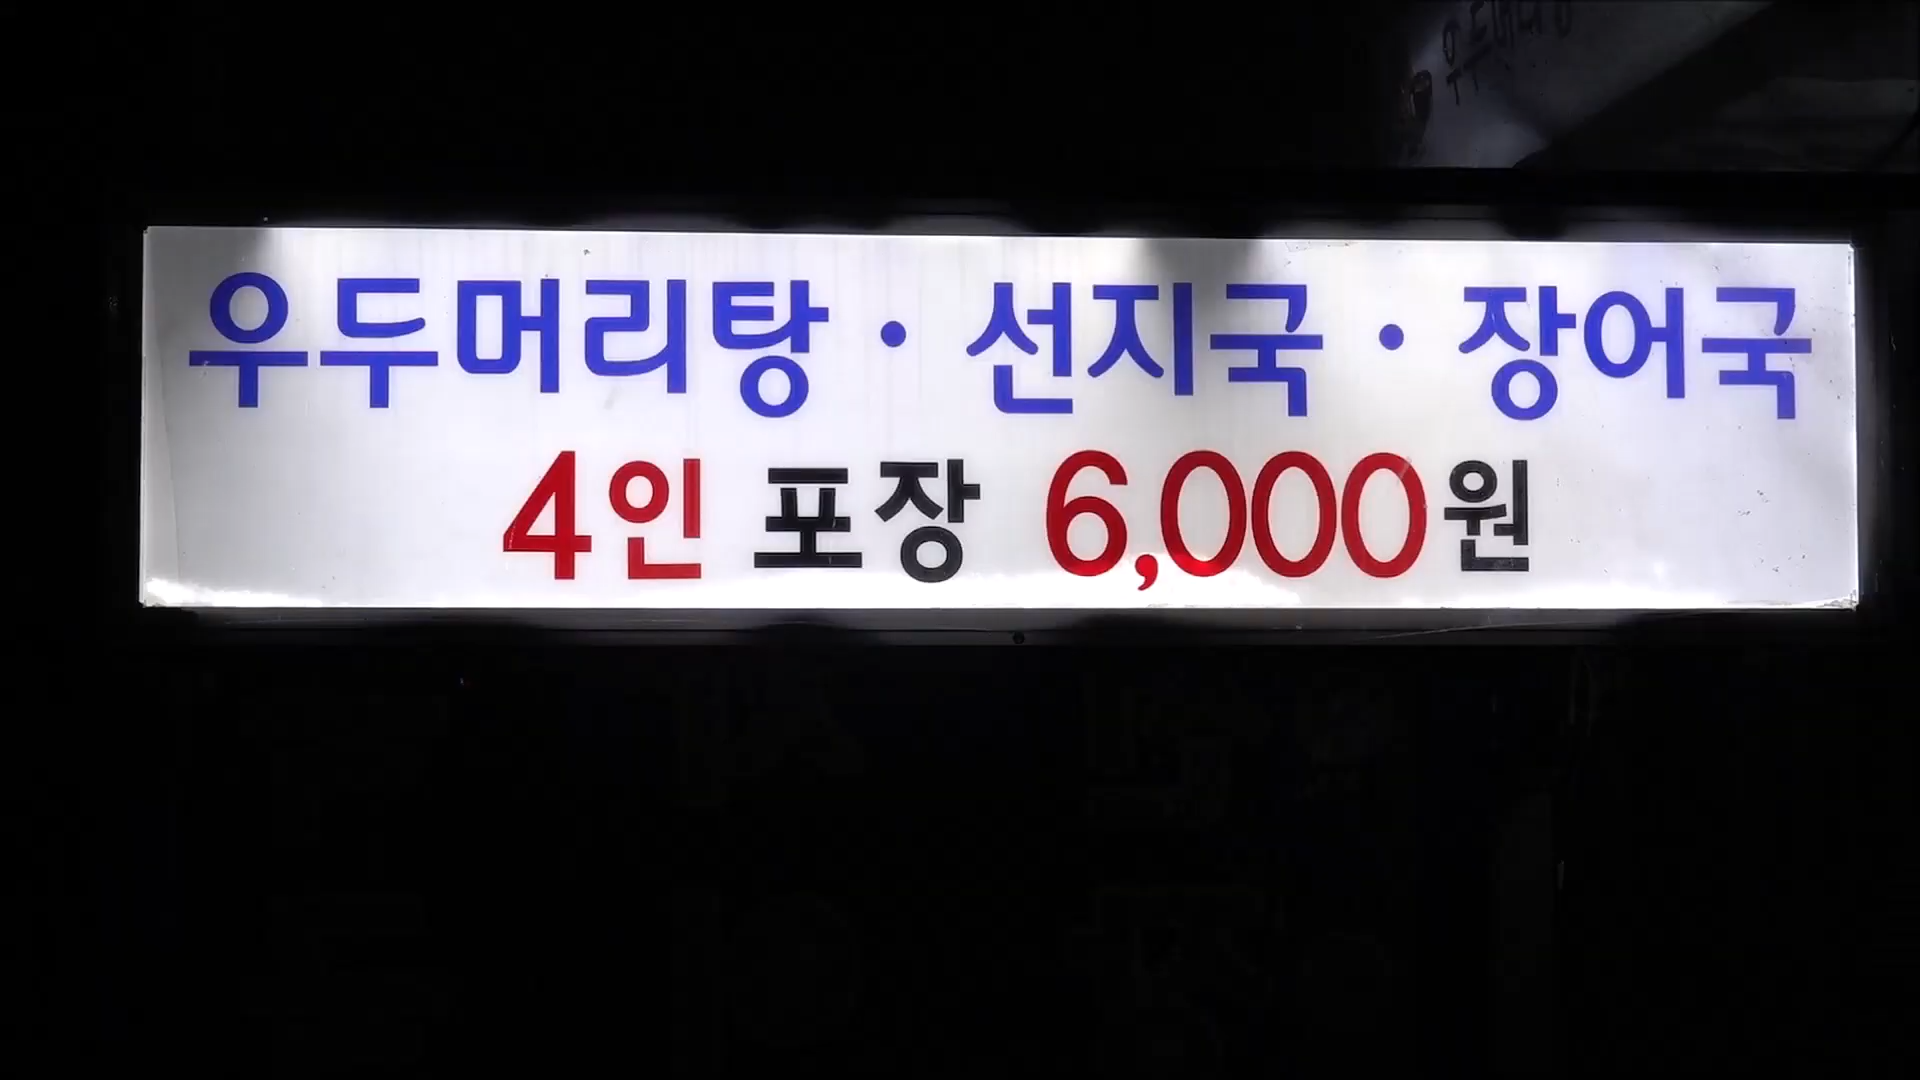 우두머리탕 · 선지국 · 장어국
4인 포장 6,000원